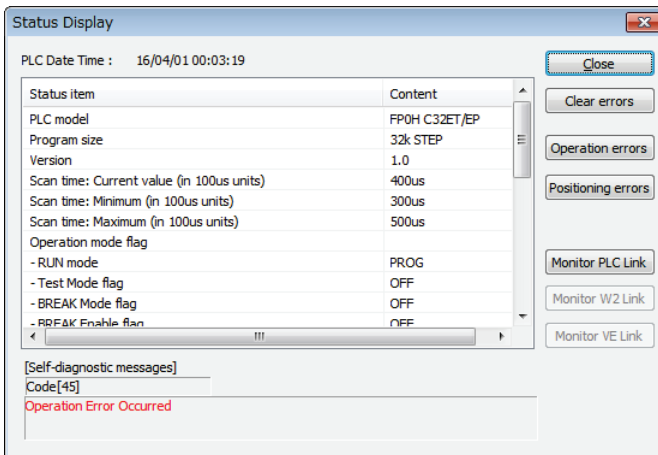 Status Display
PLC Date Time : 16/04/01 00:03:19
Close
Clear errors
Operation errors
Positioning errors
Monitor PLC Link
Monitor W2 Link
Monitor VE Link
Status item Content
PLC model FP0H C32ET/EP
Program size 32k STEP
Version 1.0
Scan time: Current value (in 100us units) 400us
Scan time: Minimum (in 100us units) 300us
Scan time: Maximum (in 100us units) 500us
Operation mode flag
- RUN mode PROG
- Test Mode flag OFF
- BREAK Mode flag OFF
- BREAK Enable flag OFF
[Self-diagnostic messages]
Code[45]
Operation Error Occurred